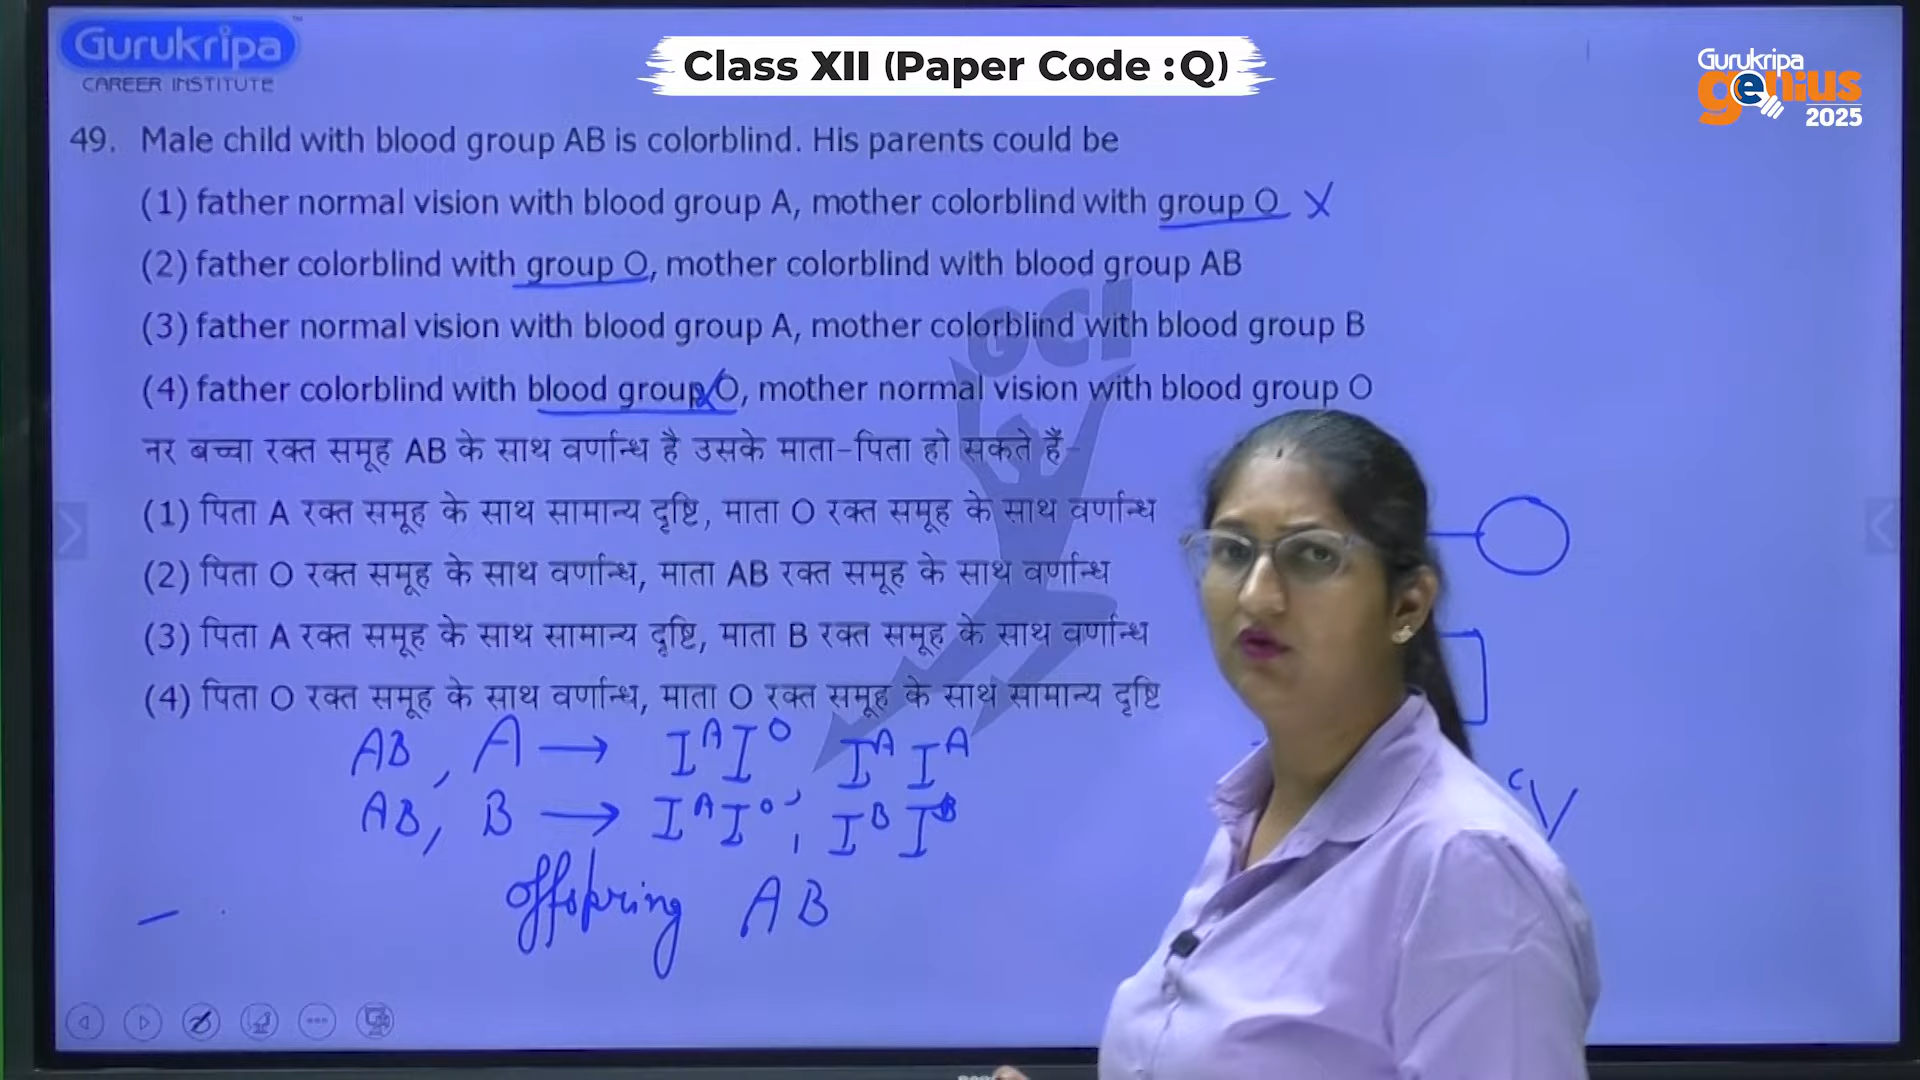 Gurukripa
CAREER INSTITUTE
Class XII (Paper Code :Q)
Gurukripa
genius
2025
49. Male child with blood group AB is colorblind. His parents could be
(1) father normal vision with blood group A, mother colorblind with group O X
(2) father colorblind with group O, mother colorblind with blood group AB
(3) father normal vision with blood group A, mother colorblind with blood group B
(4) father colorblind with blood group O, mother normal vision with blood group O
नर बच्चा रक्त समूह AB के साथ वर्णान्ध है उसके माता-पिता हो सकते हैं-
(1) पिता A रक्त समूह के साथ सामान्य दृष्टि, माता O रक्त समूह के साथ वर्णान्ध
(2) पिता O रक्त समूह के साथ वर्णान्ध, माता AB रक्त समूह के साथ वर्णान्ध
(3) पिता A रक्त समूह के साथ सामान्य दृष्टि, माता B रक्त समूह के साथ वर्णान्ध
(4) पिता O रक्त समूह के साथ वर्णान्ध, माता O रक्त समूह के साथ सामान्य दृष्टि
GCI
AB, A → I^A I^O, I^A I^A
AB, B → I^A I^O, I^B I^B
offspring AB